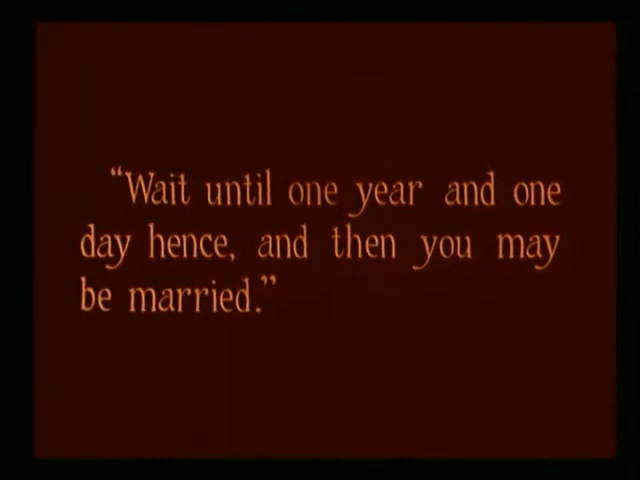 “Wait until one year and one
day hence, and then you may
be married.”